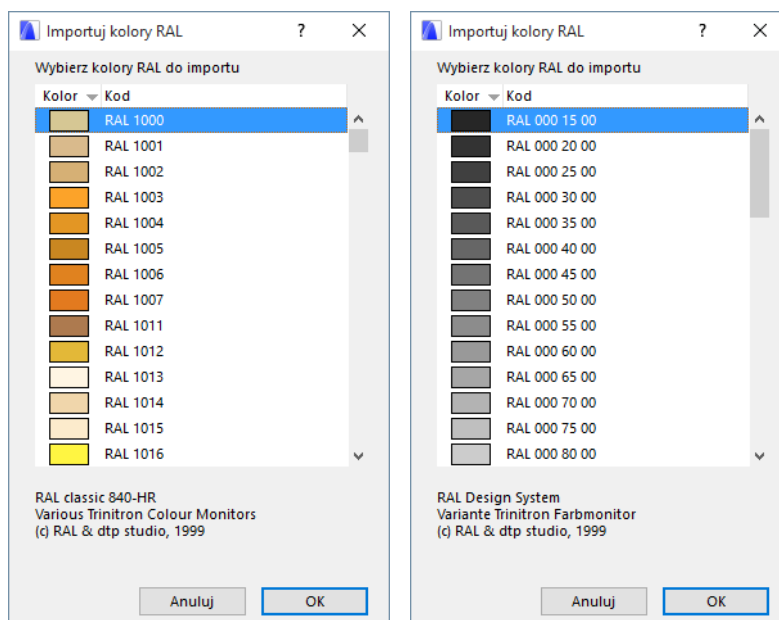 Importuj kolory RAL ? ×
Wybierz kolory RAL do importu
Kolor Kod
RAL 1000
RAL 1001
RAL 1002
RAL 1003
RAL 1004
RAL 1005
RAL 1006
RAL 1007
RAL 1011
RAL 1012
RAL 1013
RAL 1014
RAL 1015
RAL 1016
RAL classic 840-HR
Various Trinitron Colour Monitors
(c) RAL & dtp studio, 1999
Anuluj OK
Importuj kolory RAL ? ×
Wybierz kolory RAL do importu
Kolor Kod
RAL 000 15 00
RAL 000 20 00
RAL 000 25 00
RAL 000 30 00
RAL 000 35 00
RAL 000 40 00
RAL 000 45 00
RAL 000 50 00
RAL 000 55 00
RAL 000 60 00
RAL 000 65 00
RAL 000 70 00
RAL 000 75 00
RAL 000 80 00
RAL Design System
Variante Trinitron Farbmonitor
(c) RAL & dtp studio, 1999
Anuluj OK